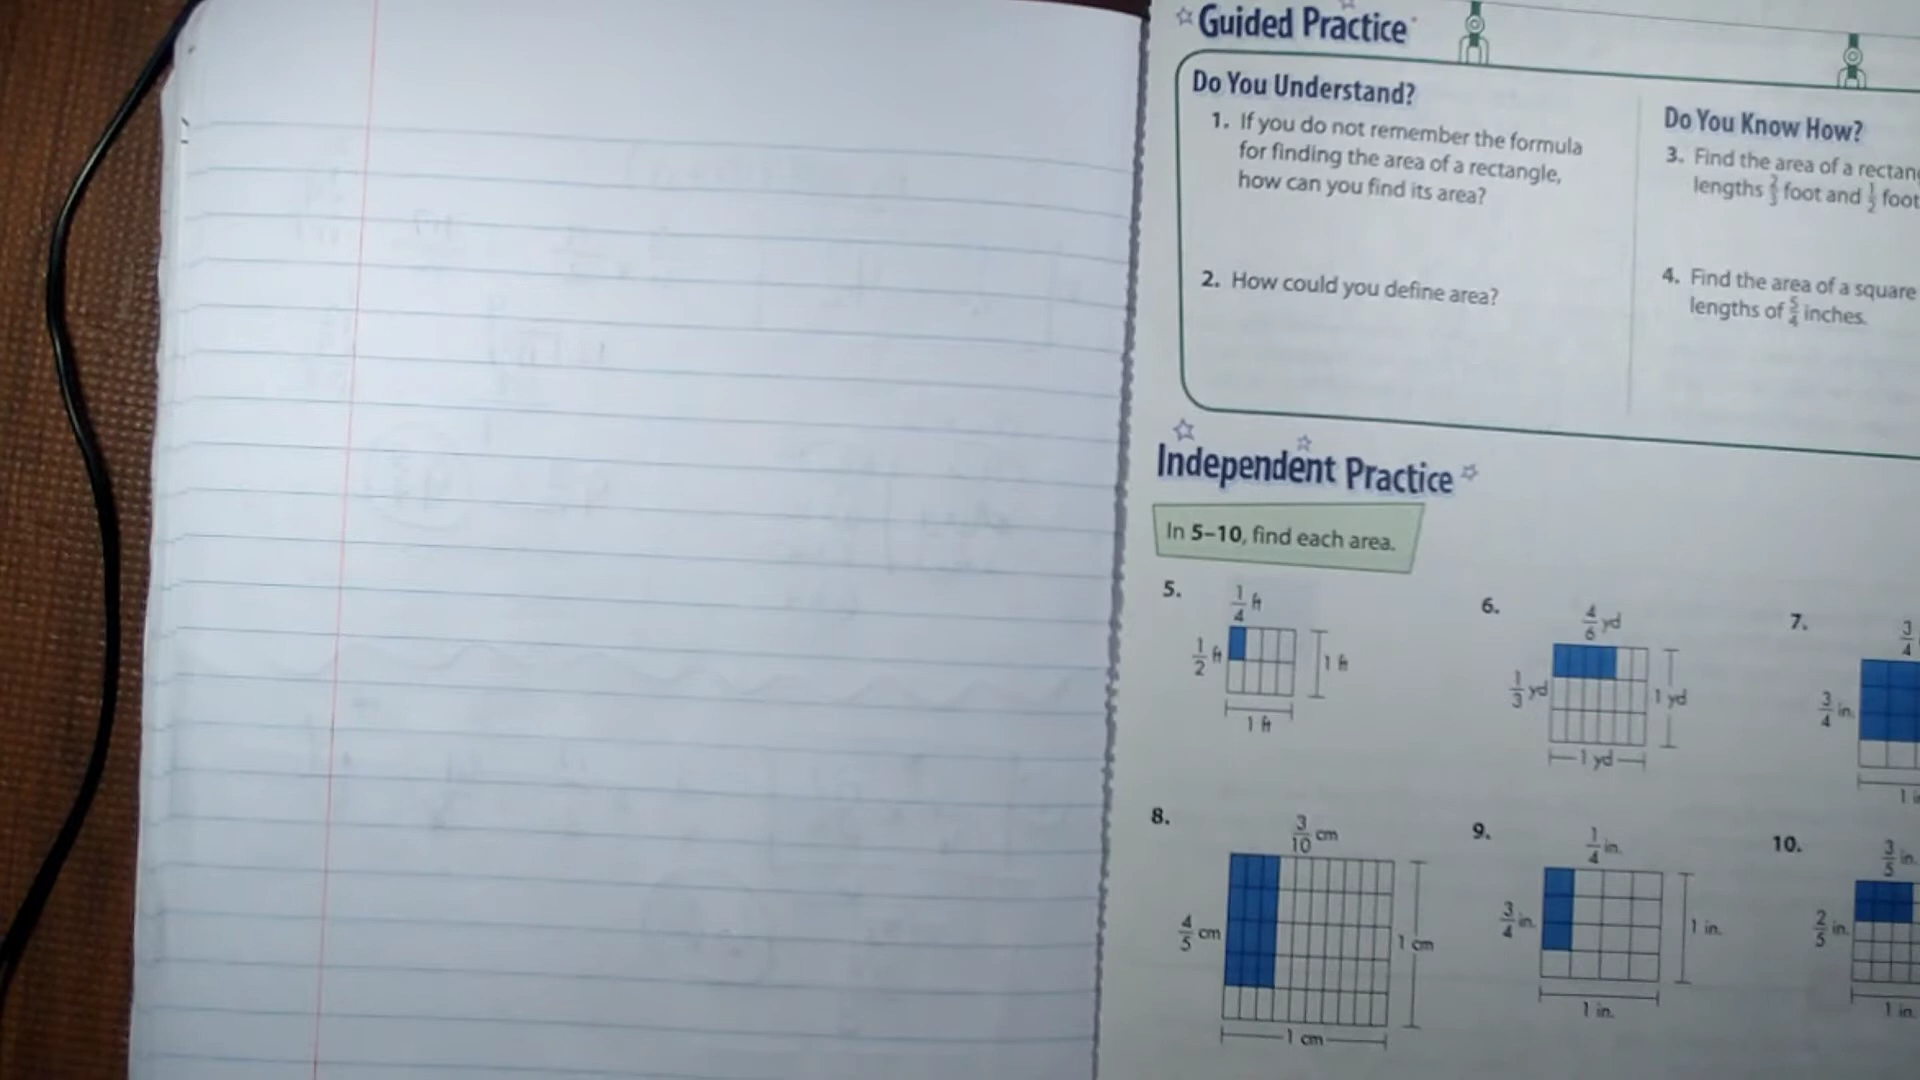 Guided Practice
Do You Understand?
1. If you do not remember the formula
for finding the area of a rectangle,
how can you find its area?
2. How could you define area?
Do You Know How?
3. Find the area of a
lengths 2/3 foot and 1/2 foot
4. Find the area of a square
lengths of 5/4 inches.
Independent Practice
In 5–10, find each area.
5.
1/4 ft
1/2 ft
1 ft
1 ft
6.
4/6 yd
1/3 yd
1 yd
1 yd
7.
3/4
3/4 in.
1
8.
3/10 cm
4/5 cm
1 cm
1 cm
9.
1/4 in.
3/4 in.
1 in.
1 in.
10.
3/5 in.
2/5 in.
1 in.